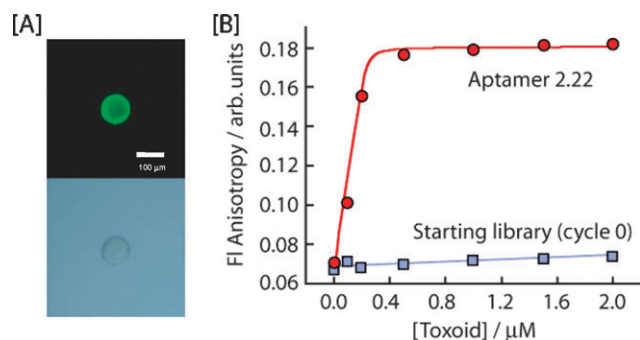 [A]
100 μm
[B]
Fl Anisotropy / arb. units
0.18
0.16
0.14
0.12
0.10
0.08
0.06
Aptamer 2.22
Starting library (cycle 0)
0.0 0.4 0.8 1.2 1.6 2.0
[Toxoid] / μM